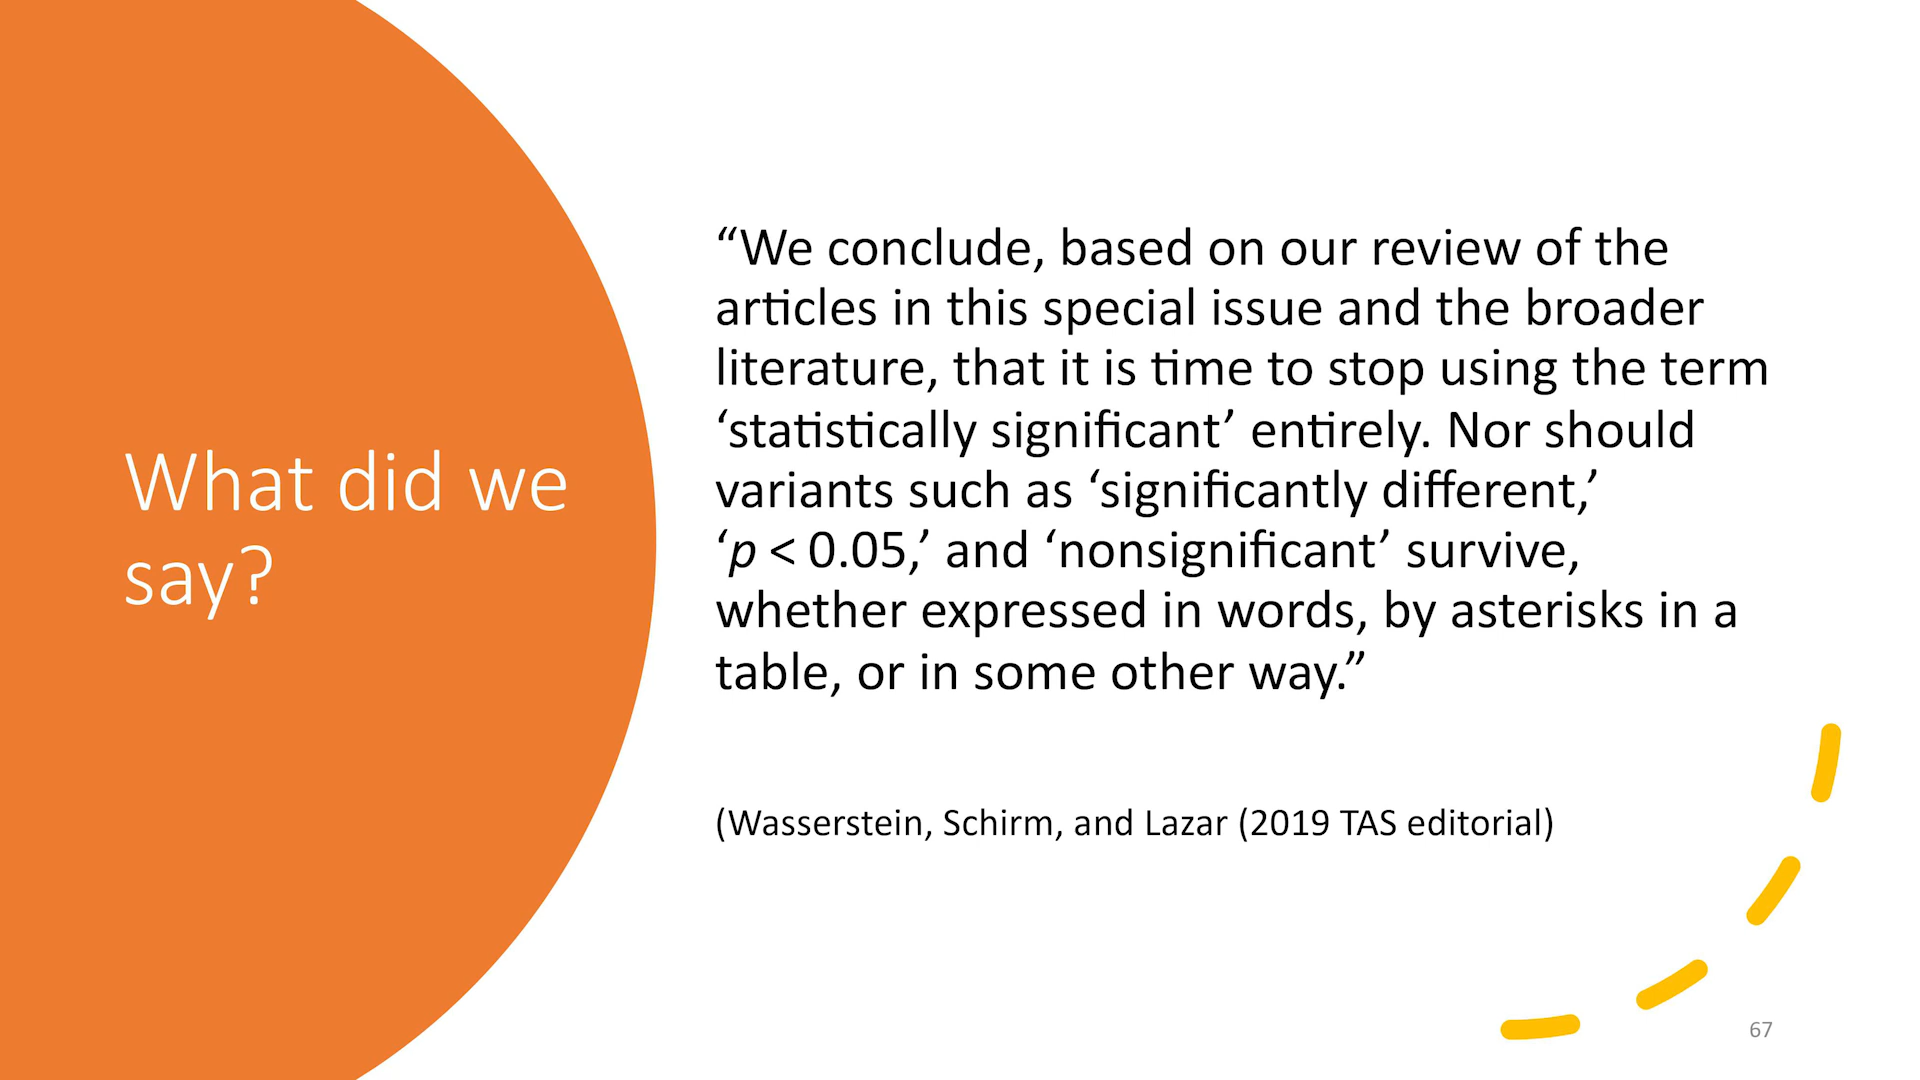 What did we
say?
“We conclude, based on our review of the
articles in this special issue and the broader
literature, that it is time to stop using the term
‘statistically significant’ entirely. Nor should
variants such as ‘significantly different,’
‘p < 0.05,’ and ‘nonsignificant’ survive,
whether expressed in words, by asterisks in a
table, or in some other way.”
(Wasserstein, Schirm, and Lazar (2019 TAS editorial)
67